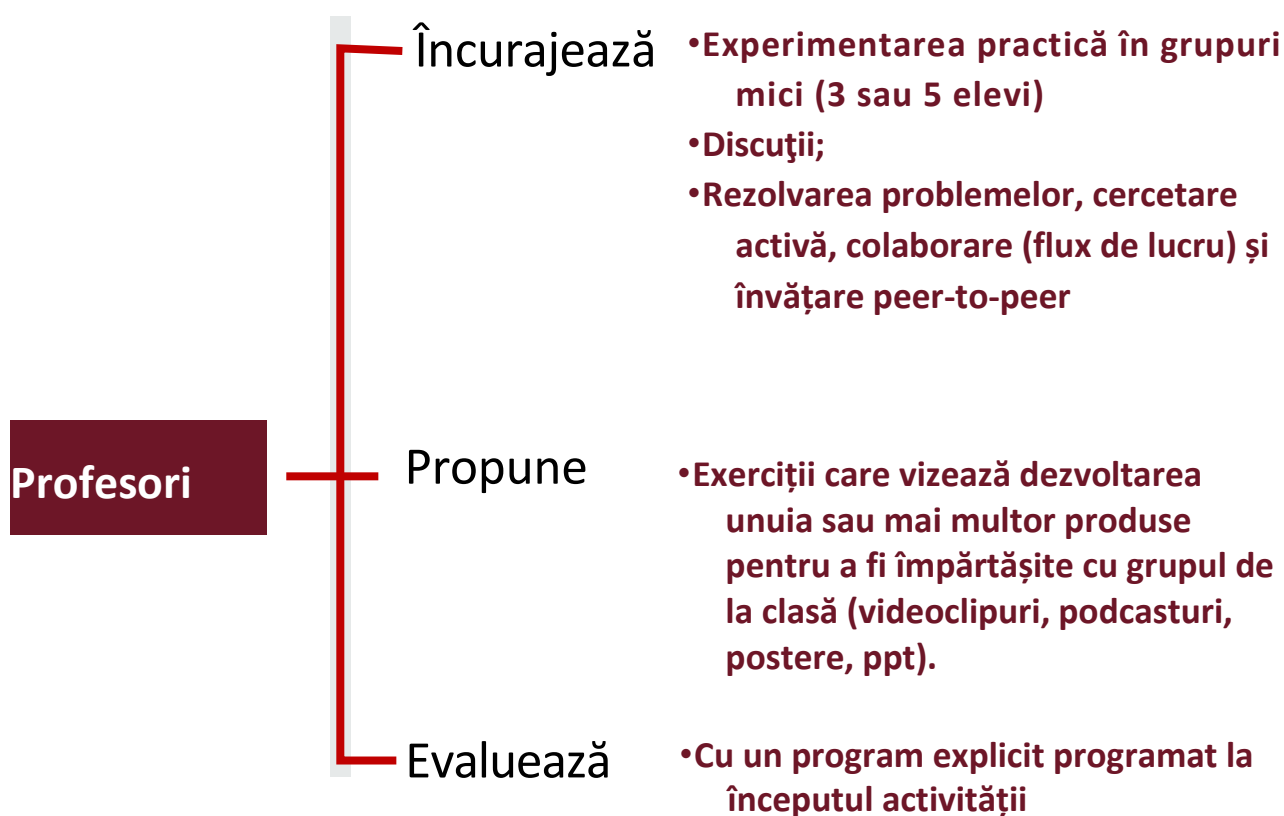 Încurajează
•Experimentarea practică în grupuri
mici (3 sau 5 elevi)
•Discuţii;
•Rezolvarea problemelor, cercetare
activă, colaborare (flux de lucru) și
învățare peer-to-peer
Profesori
Propune
•Exerciții care vizează dezvoltarea
unuia sau mai multor produse
pentru a fi împărtășite cu grupul de
la clasă (videoclipuri, podcasturi,
postere, ppt).
Evaluează
•Cu un program explicit programat la
începutul activității